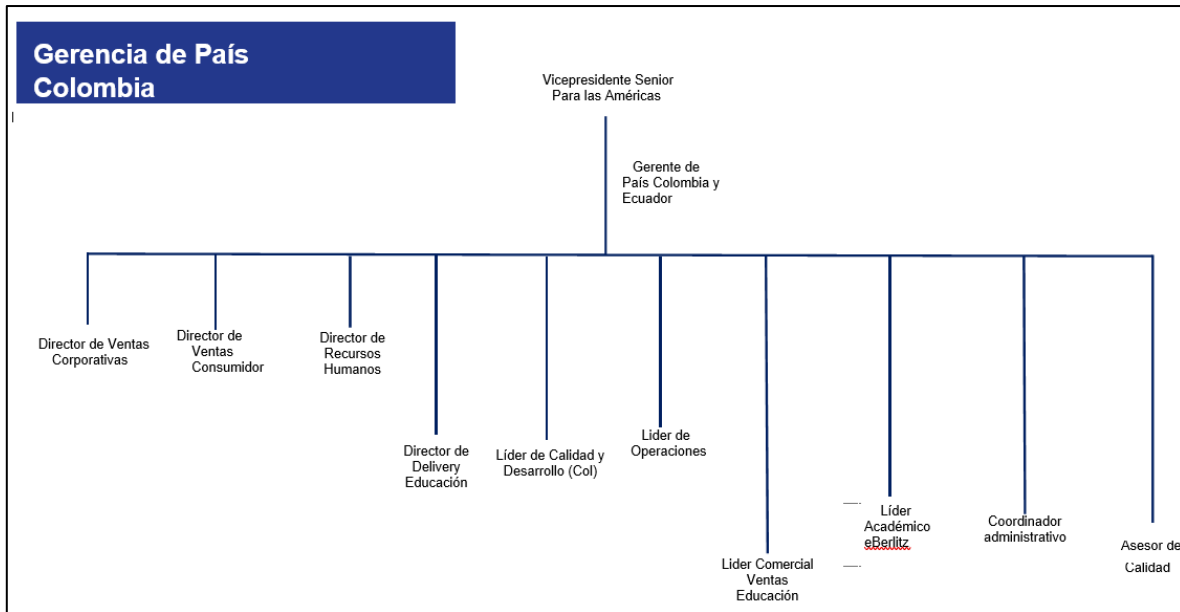 Gerencia de País
Colombia
Vicepresidente Senior
Para las Américas
Gerente de
País Colombia y
Ecuador
Director de Ventas
Corporativas
Director de
Ventas
Consumidor
Director de
Recursos
Humanos
Director de
Delivery
Educación
Líder de Calidad y
Desarrollo (Col)
Lider de
Operaciones
Lider Comercial
Ventas
Educación
Líder
Académico
eBerlitz
Coordinador
administrativo
Asesor de
Calidad